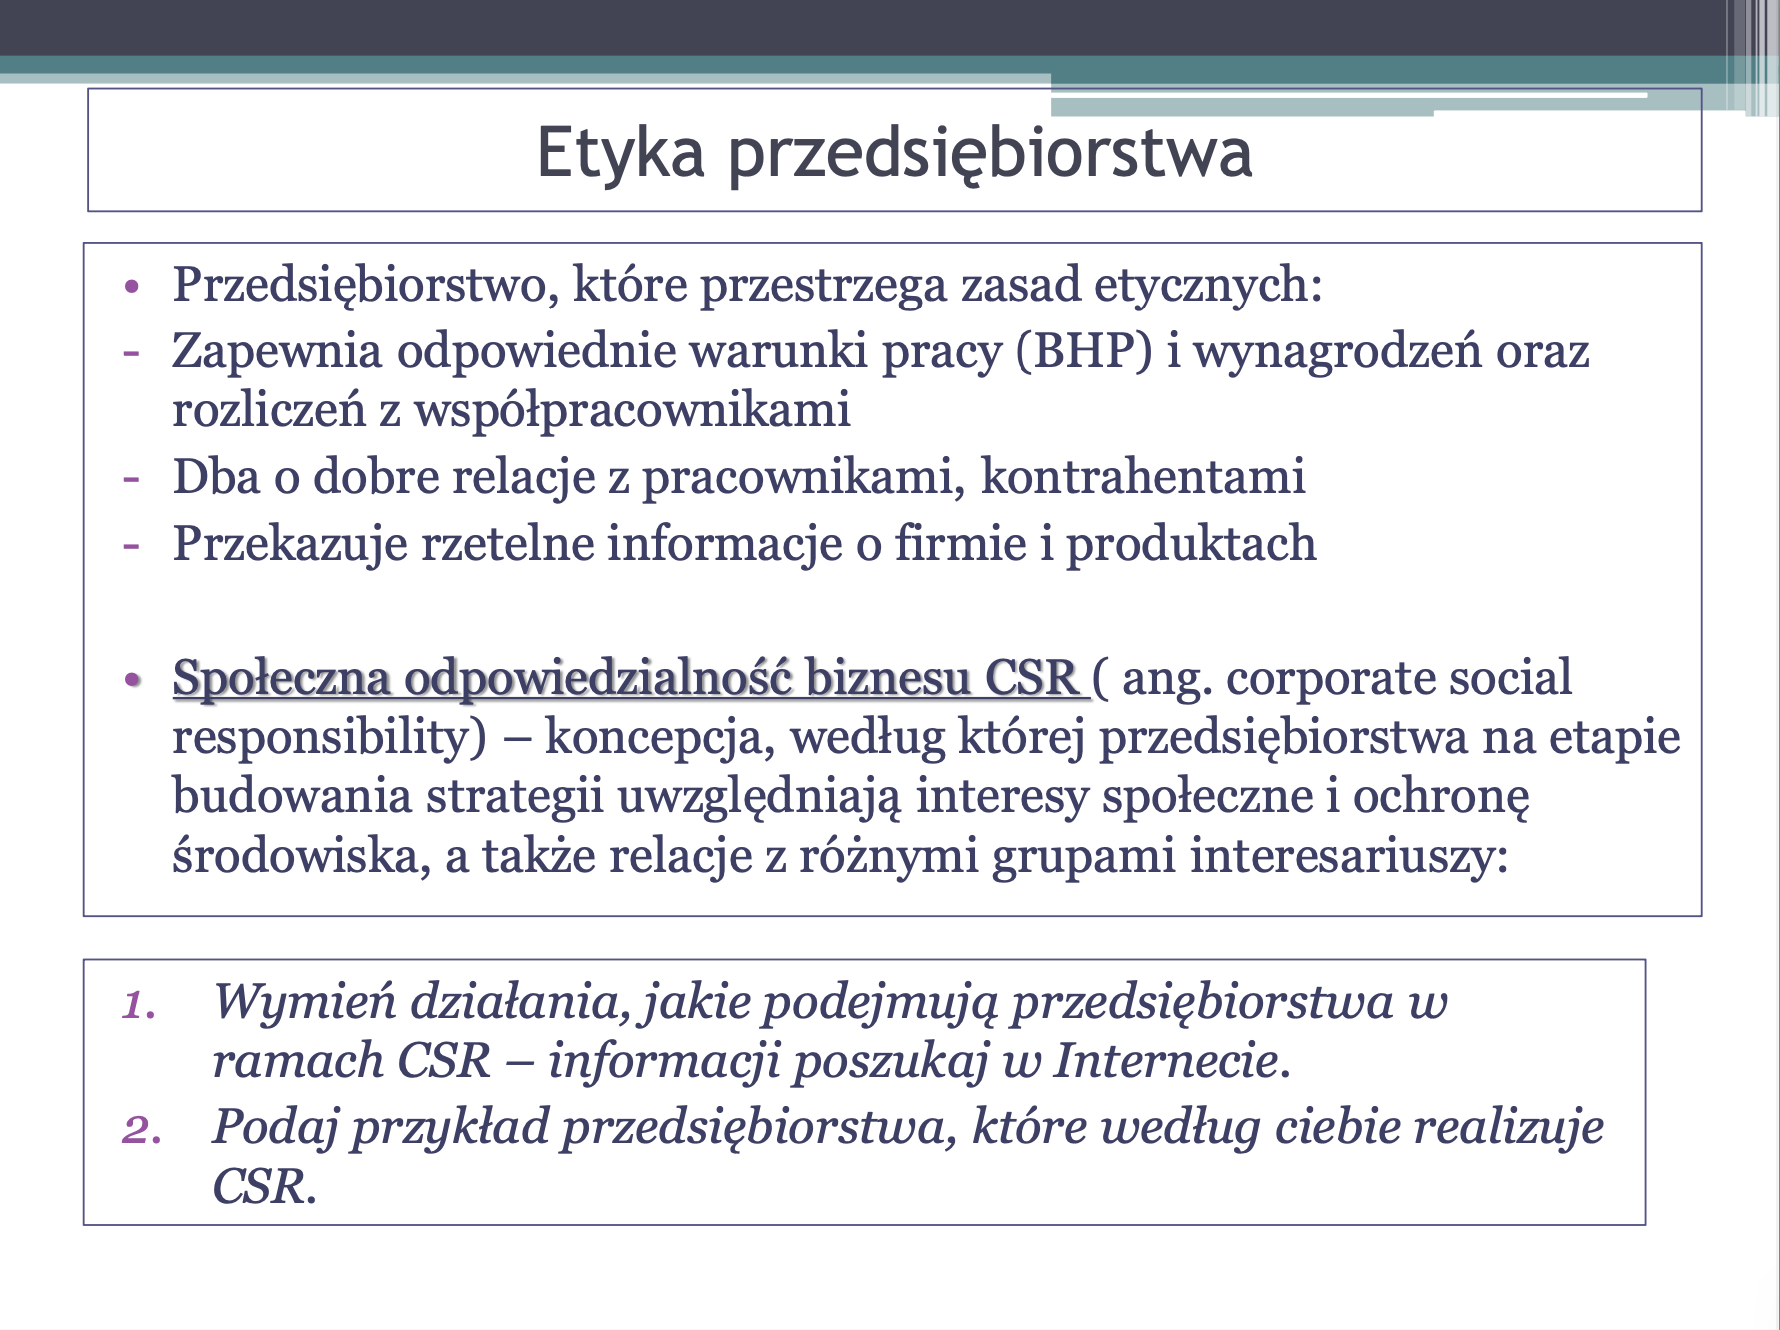 Etyka przedsiębiorstwa
• Przedsiębiorstwo, które przestrzega zasad etycznych:
- Zapewnia odpowiednie warunki pracy (BHP) i wynagrodzeń oraz
rozliczeń z współpracownikami
- Dba o dobre relacje z pracownikami, kontrahentami
- Przekazuje rzetelne informacje o firmie i produktach
• Społeczna odpowiedzialność biznesu CSR ( ang. corporate social
responsibility) – koncepcja, według której przedsiębiorstwa na etapie
budowania strategii uwzględniają interesy społeczne i ochronę
środowiska, a także relacje z różnymi grupami interesariuszy:
1. Wymień działania, jakie podejmują przedsiębiorstwa w
ramach CSR – informacji poszukaj w Internecie.
2. Podaj przykład przedsiębiorstwa, które według ciebie realizuje
CSR.